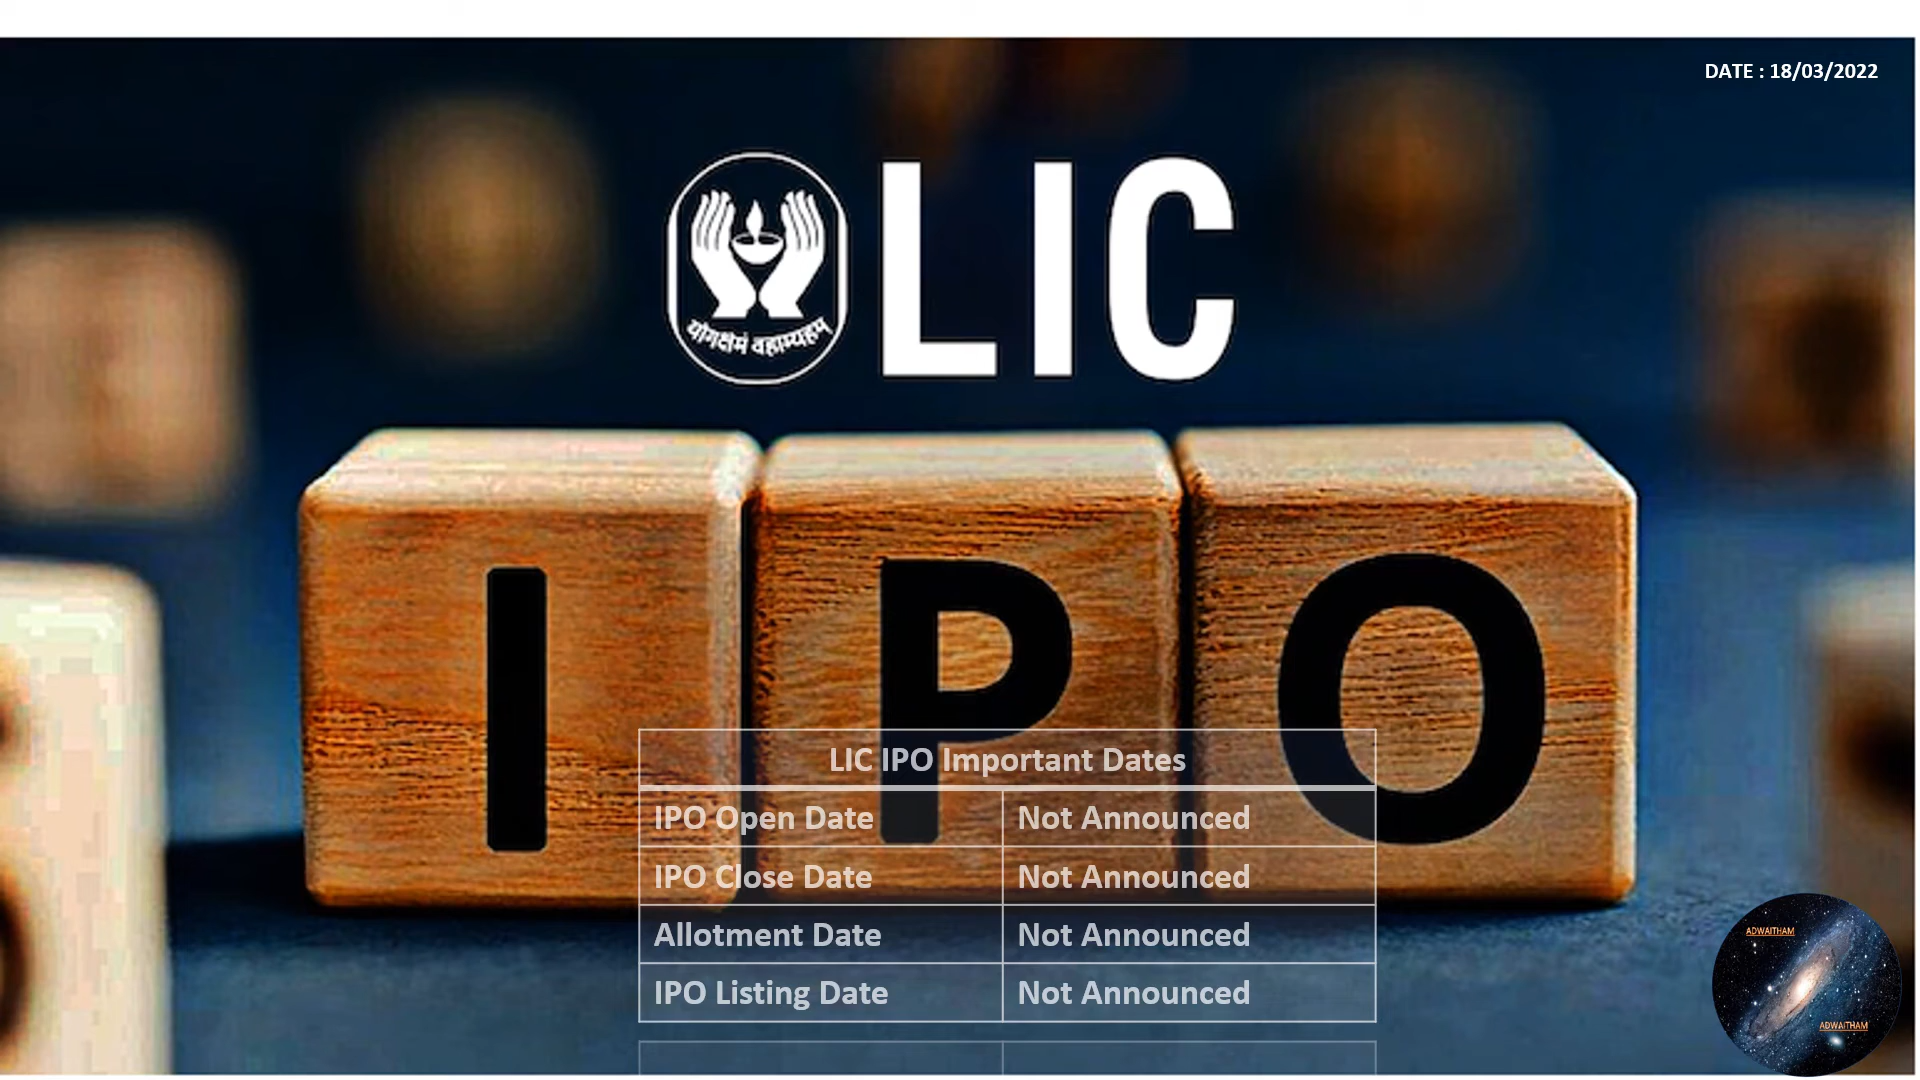 DATE : 18/03/2022
LIC
योगक्षेमं वहाम्यहम्
I P O
LIC IPO Important Dates
IPO Open Date Not Announced
IPO Close Date Not Announced
Allotment Date Not Announced
IPO Listing Date Not Announced
ADWAITHAM
ADWAITHAM